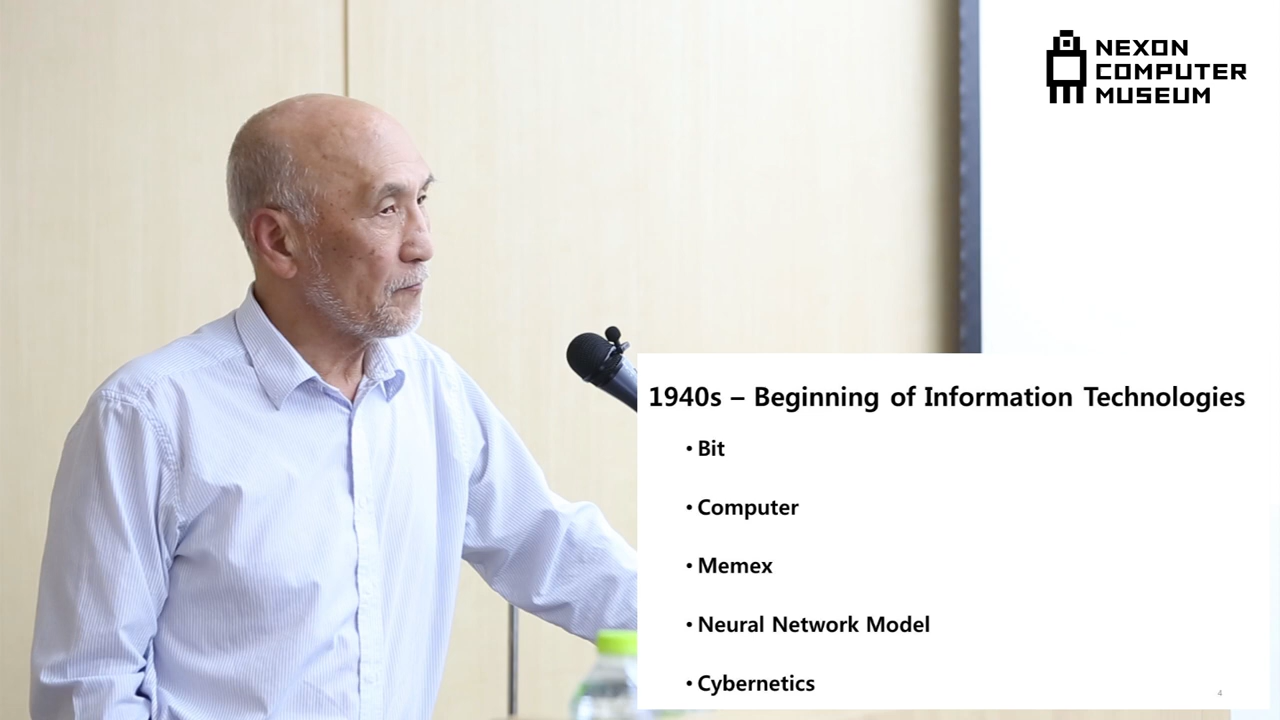 NEXON
COMPUTER
MUSEUM
1940s – Beginning of Information Technologies
• Bit
• Computer
• Memex
• Neural Network Model
• Cybernetics
4